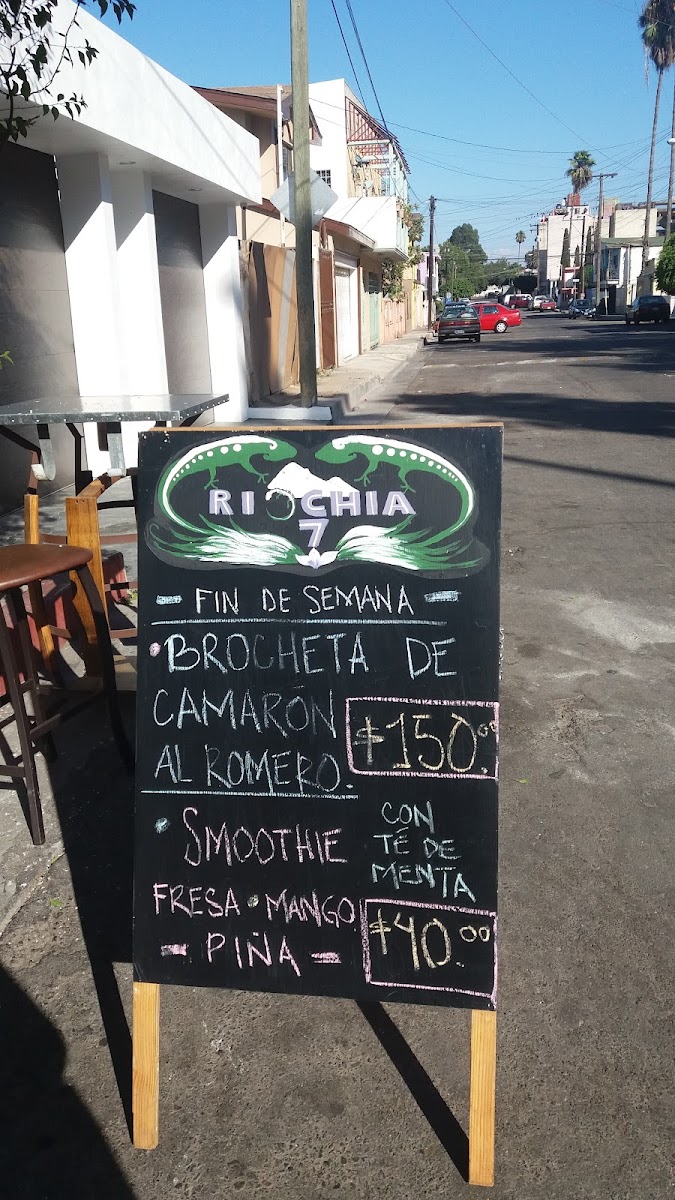 RIOCHIA
7
- FIN DE SEMANA -
• BROCHETA DE
CAMARÓN
AL ROMERO.
$150.00
• SMOOTHIE
CON
TÉ DE
MENTA
FRESA • MANGO
- PIÑA -
$40.00